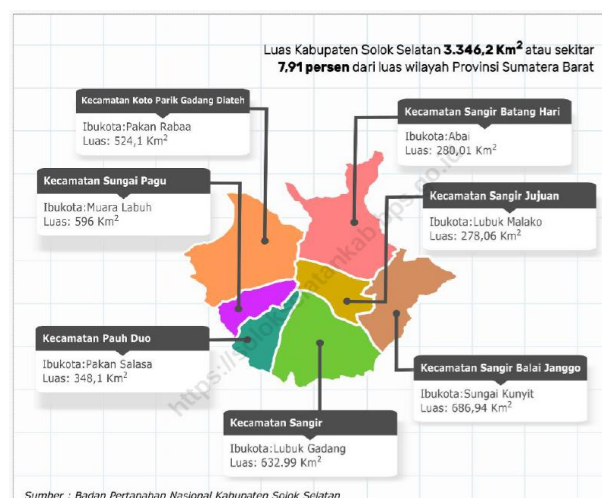 Luas Kabupaten Solok Selatan 3.346,2 Km² atau sekitar
7,91 persen dari luas wilayah Provinsi Sumatera Barat
Kecamatan Koto Parik Gadang Diateh
Ibukota:Pakan Rabaa
Luas: 524,1 Km²
Kecamatan Sangir Batang Hari
Ibukota:Abai
Luas: 280,01 Km²
Kecamatan Sungai Pagu
Ibukota:Muara Labuh
Luas: 596 Km²
Kecamatan Sangir Jujuan
Ibukota:Lubuk Malako
Luas: 278,06 Km²
Kecamatan Pauh Duo
Ibukota:Pakan Salasa
Luas: 348,1 Km²
Kecamatan Sangir Balai Janggo
Ibukota:Sungai Kunyit
Luas: 686,94 Km²
Kecamatan Sangir
Ibukota:Lubuk Gadang
Luas: 632.99 Km²
Sumber : Badan Pertanahan Nasional Kabupaten Solok Selatan